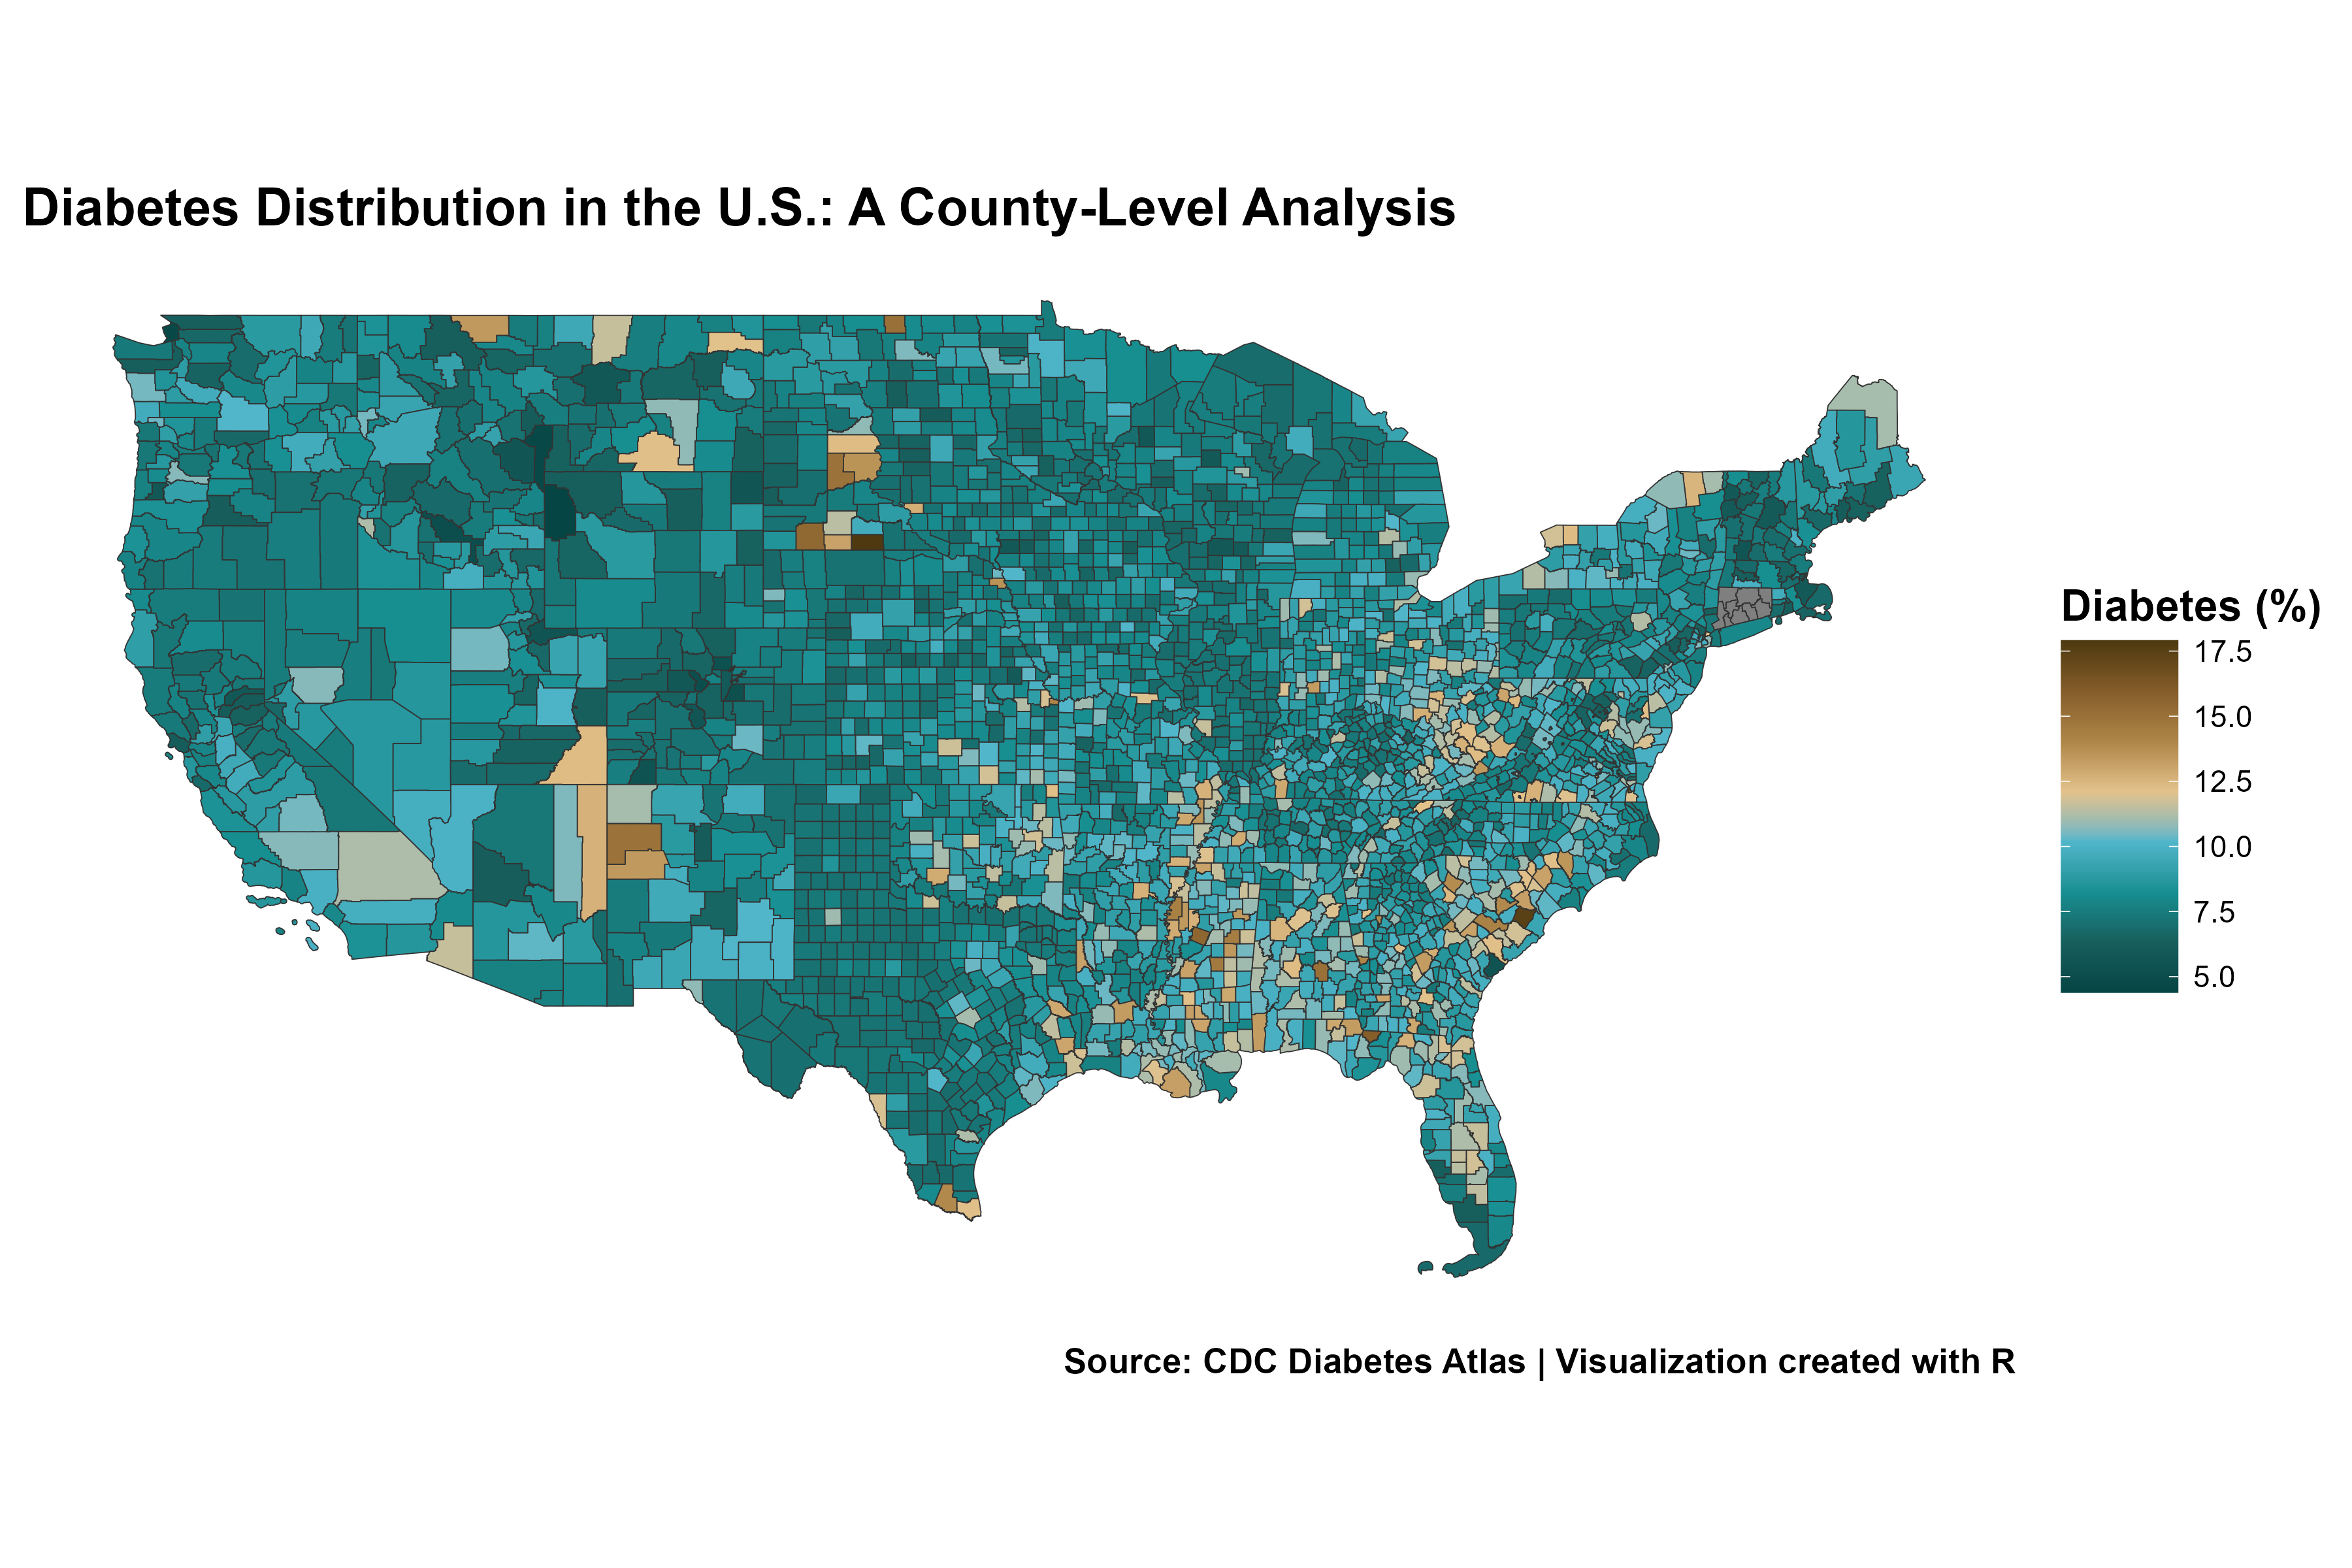 Diabetes Distribution in the U.S.: A County-Level Analysis
Diabetes (%)
17.5
15.0
12.5
10.0
7.5
5.0
Source: CDC Diabetes Atlas | Visualization created with R